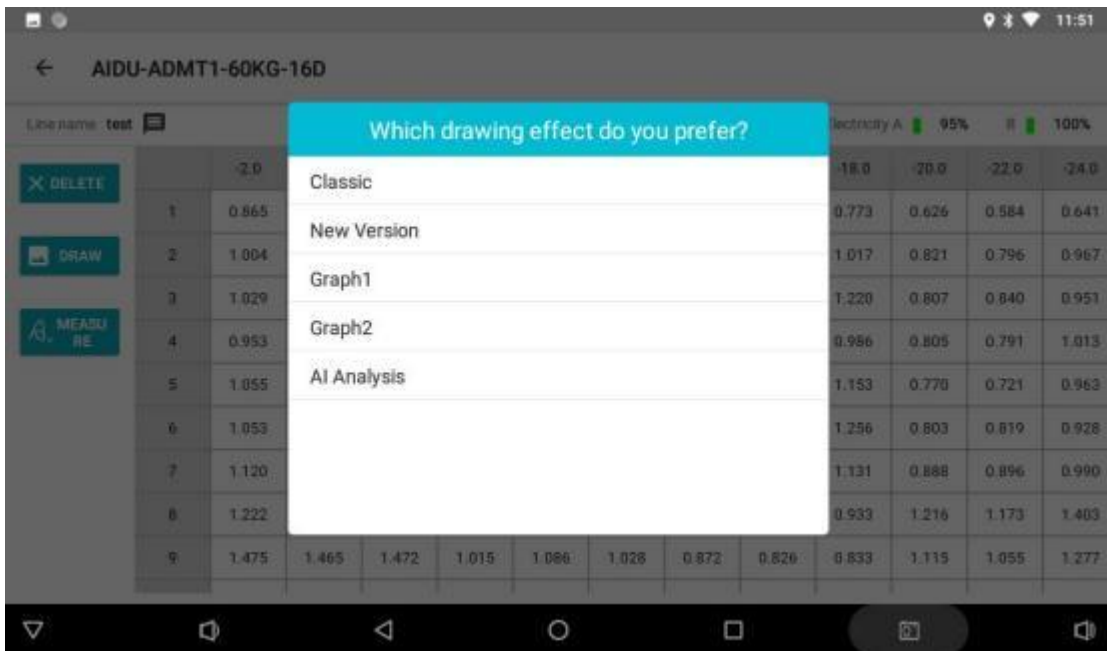 11:51
AIDU-ADMT1-60KG-16D
Line name test
lectricity A 95% B 100%
Which drawing effect do you prefer?
Classic
New Version
Graph1
Graph2
AI Analysis
DELETE
DRAW
MEASU
RE
-2.0 -18.0 -20.0 -22.0 -24.0
1 0.865 0.773 0.626 0.584 0.641
2 1.004 1.017 0.821 0.796 0.967
3 1.029 1.220 0.807 0.840 0.951
4 0.953 0.986 0.805 0.791 1.013
5 1.055 1.153 0.770 0.721 0.963
6 1.053 1.256 0.803 0.819 0.928
7 1.120 1.131 0.888 0.896 0.990
8 1.222 0.933 1.216 1.173 1.403
9 1.475 1.465 1.472 1.015 1.086 1.028 0.872 0.826 0.833 1.115 1.055 1.277